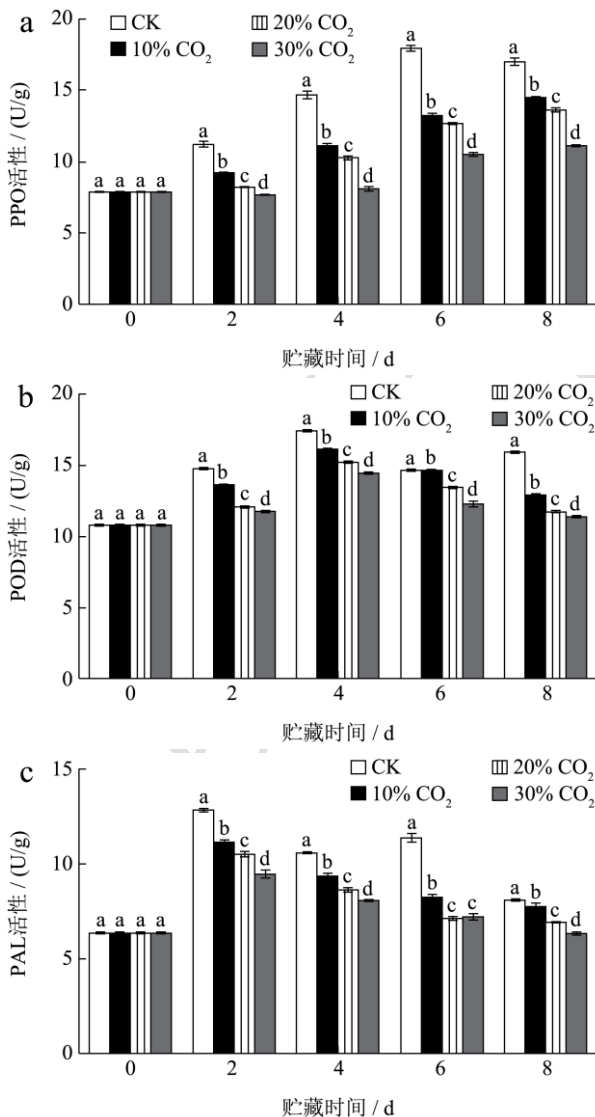 a
CK 20% CO₂
10% CO₂ 30% CO₂
PPO活性 / (U/g)
20
15
10
5
0
a a a a
a b c d
a b c d
a b c d
a b c d
0 2 4 6 8
贮藏时间 / d
b
CK 20% CO₂
10% CO₂ 30% CO₂
POD活性 / (U/g)
20
15
10
5
0
a a a a
a b c d
a b c d
a a c d
a b c d
0 2 4 6 8
贮藏时间 / d
c
CK 20% CO₂
10% CO₂ 30% CO₂
PAL活性 / (U/g)
15
10
5
0
a a a a
a b c d
a b c d
a b c c
a b c d
0 2 4 6 8
贮藏时间 / d